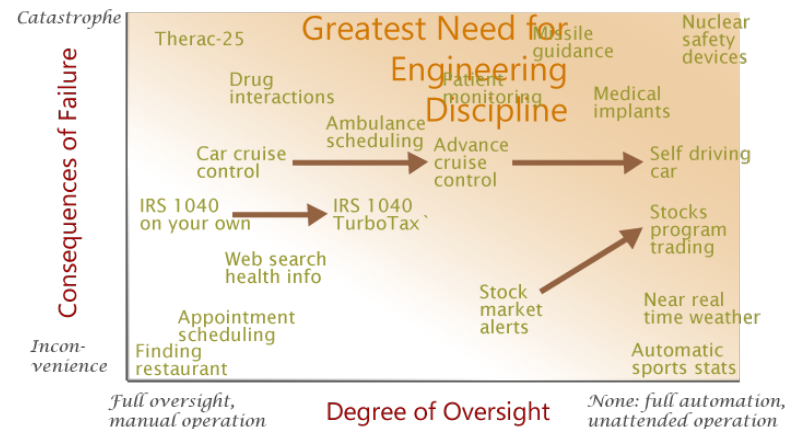 Catastrophe
Consequences of Failure
Incon-
venience
Greatest Need for
Engineering
Discipline
Therac-25
Missile
guidance
Nuclear
safety
devices
Drug
interactions
Patient
monitoring
Medical
implants
Ambulance
scheduling
Car cruise
control
Advance
cruise
control
Self driving
car
IRS 1040
on your own
IRS 1040
TurboTax`
Stocks
program
trading
Web search
health info
Stock
market
alerts
Near real
time weather
Appointment
scheduling
Finding
restaurant
Automatic
sports stats
Full oversight,
manual operation
Degree of Oversight
None: full automation,
unattended operation